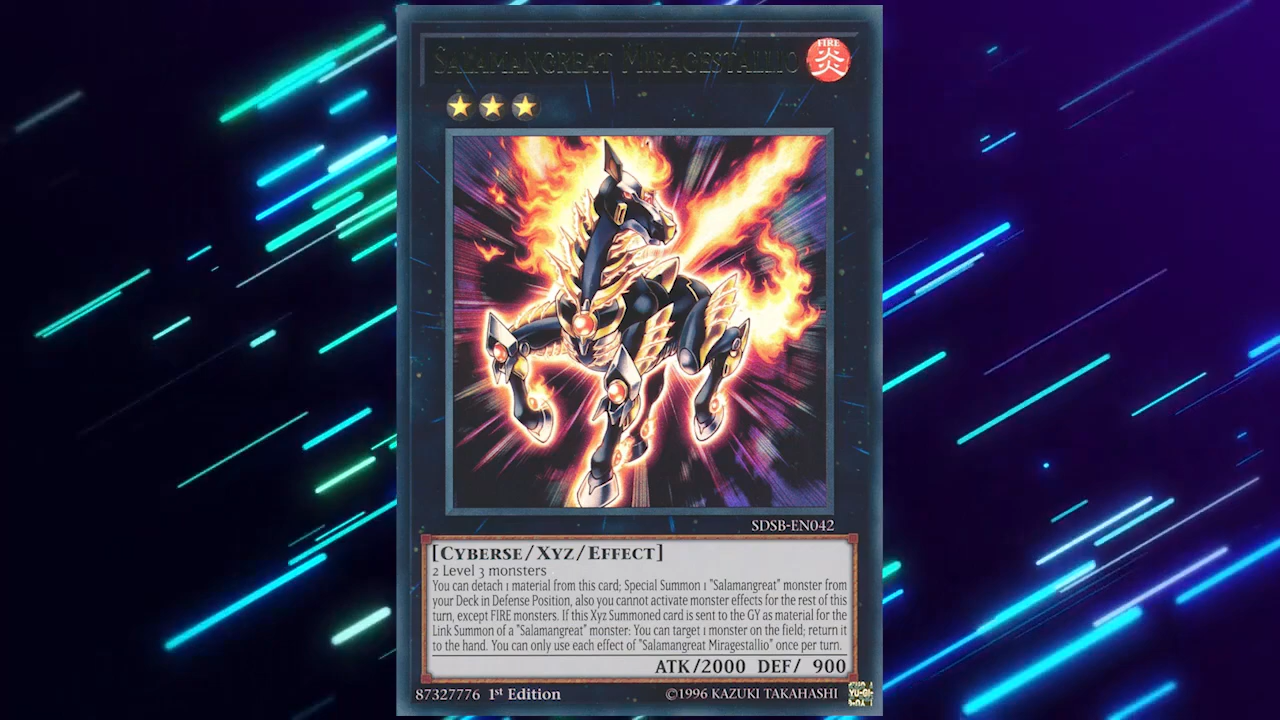 Salamangreat Miragestallio
FIRE
炎
SDSB-EN042
[Cyberse/Xyz/Effect]
2 Level 3 monsters
You can detach 1 material from this card; Special Summon 1 "Salamangreat" monster from
your Deck in Defense Position, also you cannot activate monster effects for the rest of this
turn, except FIRE monsters. If this Xyz Summoned card is sent to the GY as material for the
Link Summon of a "Salamangreat" monster: You can target 1 monster on the field; return it
to the hand. You can only use each effect of "Salamangreat Miragestallio" once per turn.
ATK/2000 DEF/ 900
87327776 1st Edition ©1996 KAZUKI TAKAHASHI